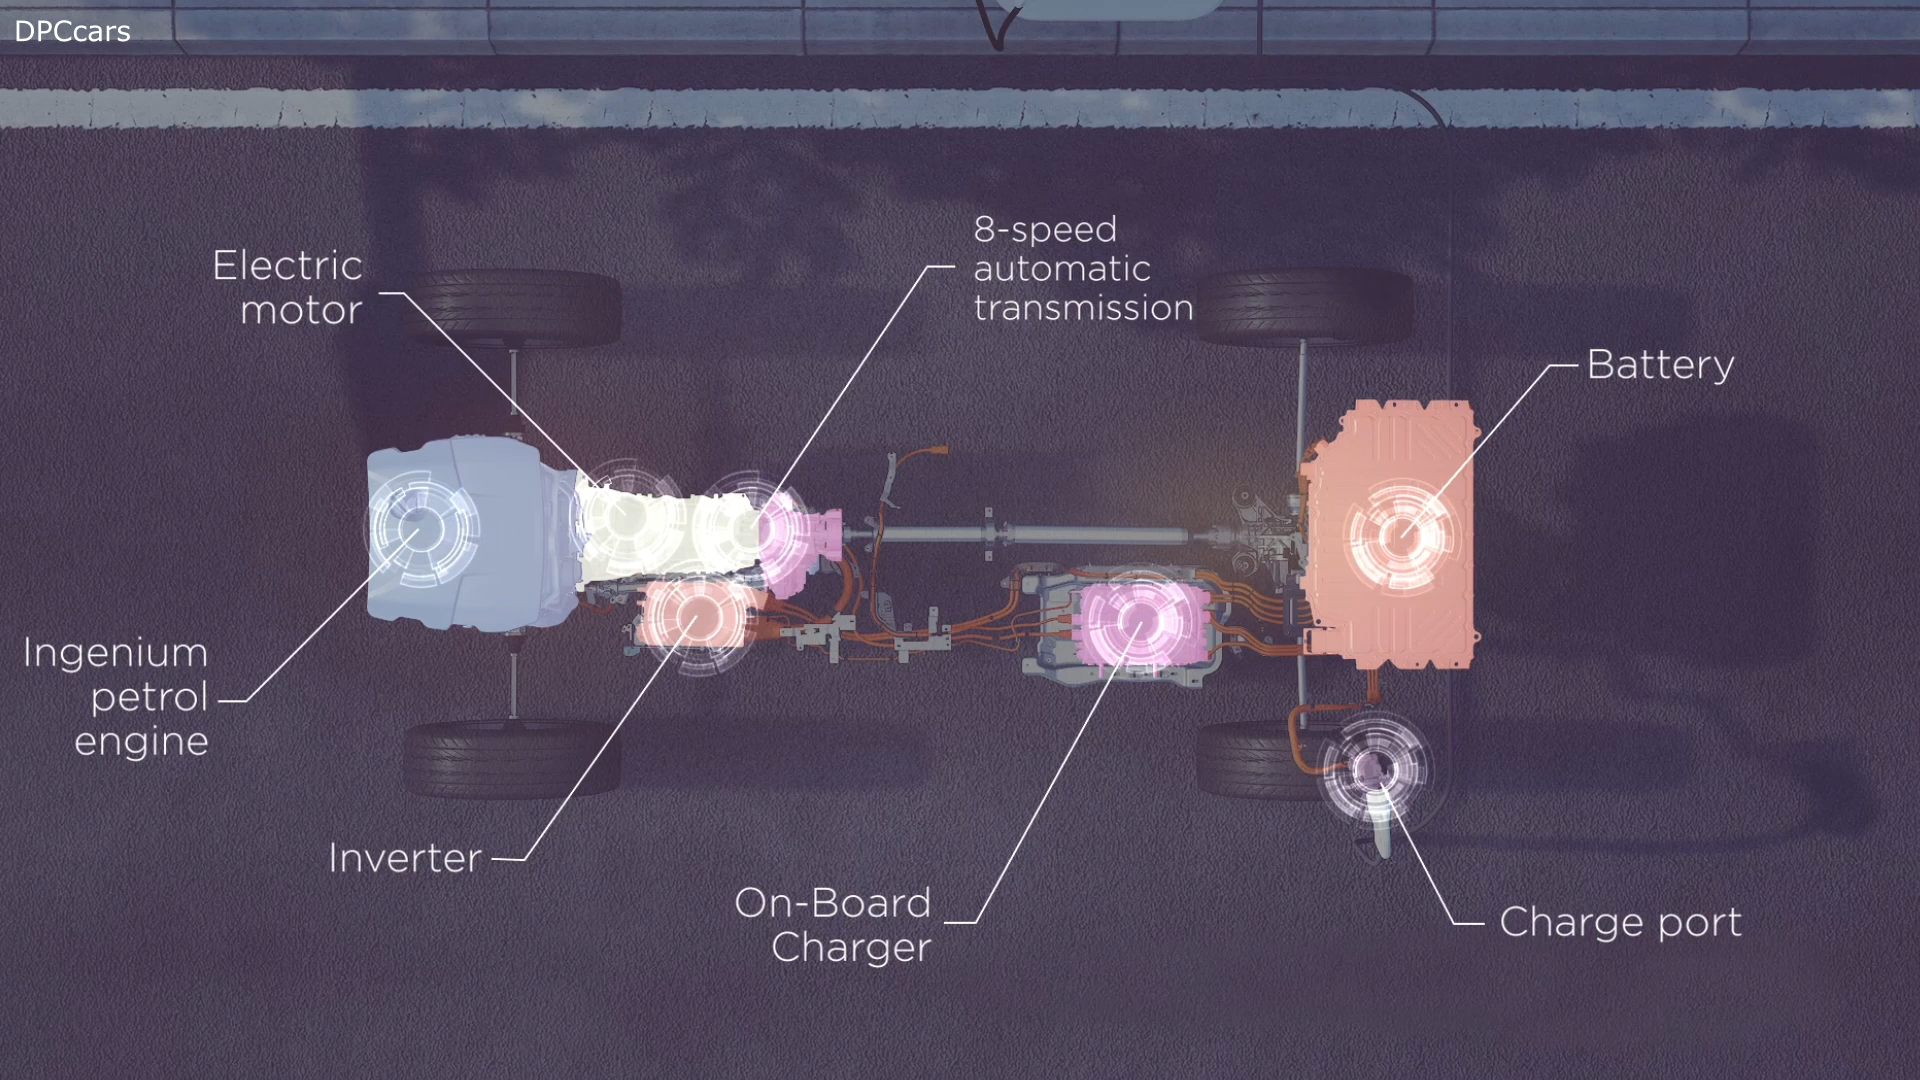 DPCcars
Electric
motor
8-speed
automatic
transmission
Battery
Ingenium
petrol
engine
Inverter
On-Board
Charger
Charge port